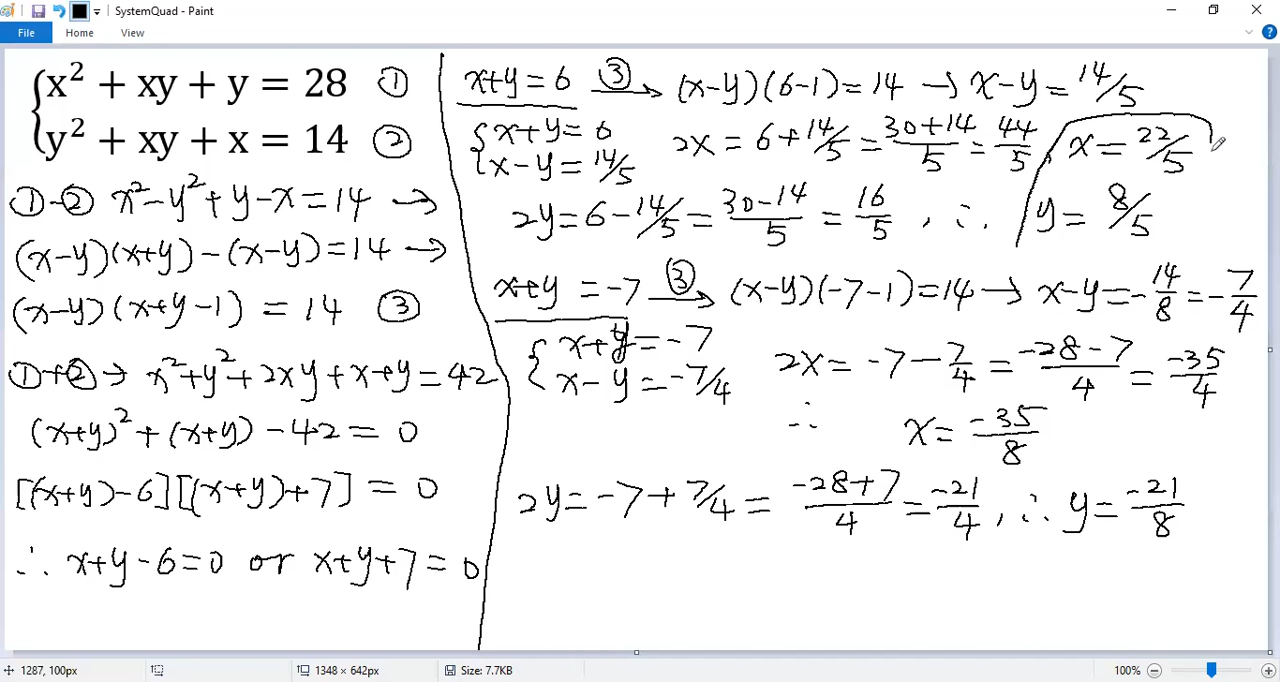 SystemQuad - Paint
File Home View
x² + xy + y = 28 ①
y² + xy + x = 14 ②
①-② x²-y²+y-x=14 →
(x-y)(x+y)-(x-y)=14 →
(x-y)(x+y-1) = 14 ③
①+② → x²+y²+2xy+x+y=42
(x+y)²+(x+y)-42=0
[(x+y)-6][(x+y)+7]=0
∴ x+y-6=0 or x+y+7=0
x+y=6 ③→ (x-y)(6-1)=14 → x-y=14/5
{x+y=6
{x-y=14/5
2x=6+14/5=(30+14)/5=44/5, x=22/5
2y=6-14/5=(30-14)/5=16/5, ∴ y=8/5
x+y=-7 ③→ (x-y)(-7-1)=14 → x-y=-14/8=-7/4
{x+y=-7
{x-y=-7/4
2x=-7-7/4=(-28-7)/4=-35/4
∴ x=-35/8
2y=-7+7/4=(-28+7)/4=-21/4, ∴ y=-21/8
1287, 100px 1348 × 642px Size: 7.7KB 100%